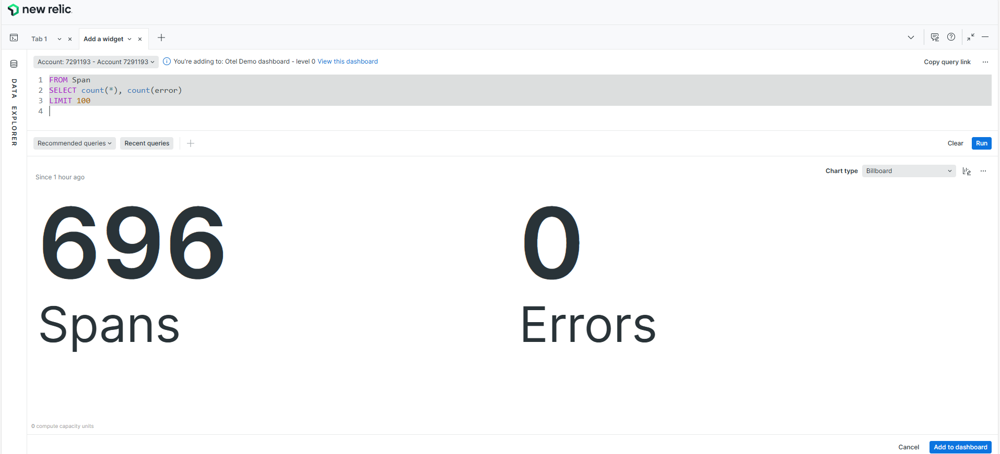 new relic
Tab 1
Add a widget
Account: 7291193 - Account 7291193
You're adding to: Otel Demo dashboard - level 0 View this dashboard
Copy query link
1 FROM Span
2 SELECT count(*), count(error)
3 LIMIT 100
4
DATA EXPLORER
Recommended queries
Recent queries
Clear
Run
Since 1 hour ago
Chart type
Billboard
696
0
Spans
Errors
0 compute capacity units
Cancel
Add to dashboard